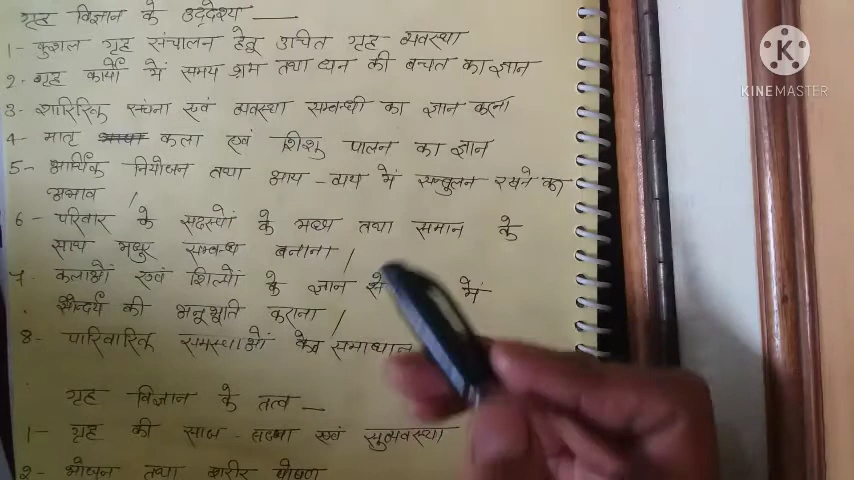 गृह विज्ञान के उद्देश्य —
1- कुशल गृह संचालन हेतू उचित गृह-व्यवस्था
2- गृह कार्यो में समय श्रम तथा धन की बचत का ज्ञान
3- शारिरिक संरचना एवं व्यवस्था सम्बन्धी का ज्ञान करना
4- मातृ कला एवं शिशु पालन का ज्ञान
5- आर्थिक नियोजन तथा आय-व्यय में सन्तुलन रखने का
अभाव /
6- परिवार के सदस्यों के मध्य तथा समान के
साथ मधुर सम्बन्ध बनाना /
7- कलाओं एवं शिल्पों के ज्ञान से में
सौन्दर्य की अनुभूति कराना /
8- पारिवारिक समस्याओं का समाधान
गृह विज्ञान के तत्व —
1- गृह की साज-सज्जा एवं सुव्यवस्था
2- भोजन तथा शरीर पोषण
K
KINEMASTER